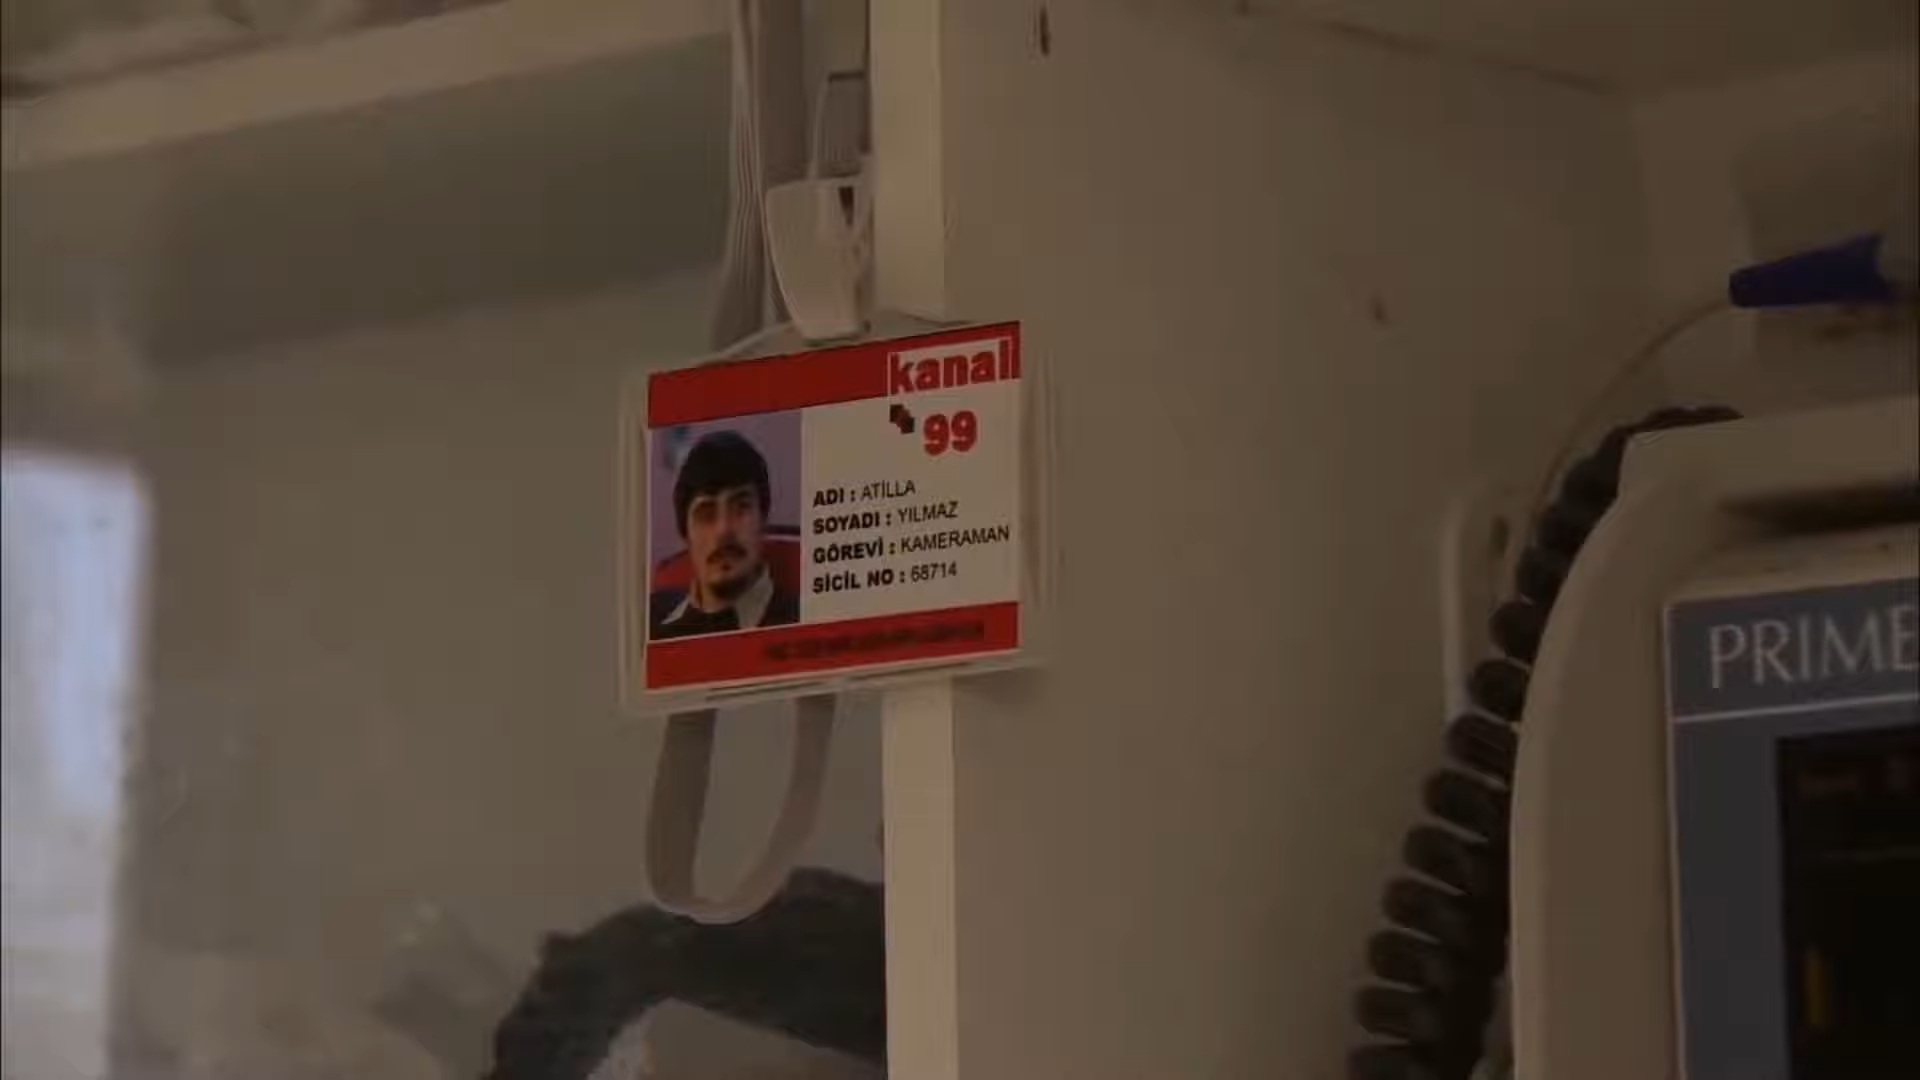 kanal
99
ADI : ATİLLA
SOYADI : YILMAZ
GÖREVİ : KAMERAMAN
SİCİL NO : 68714
PRIME